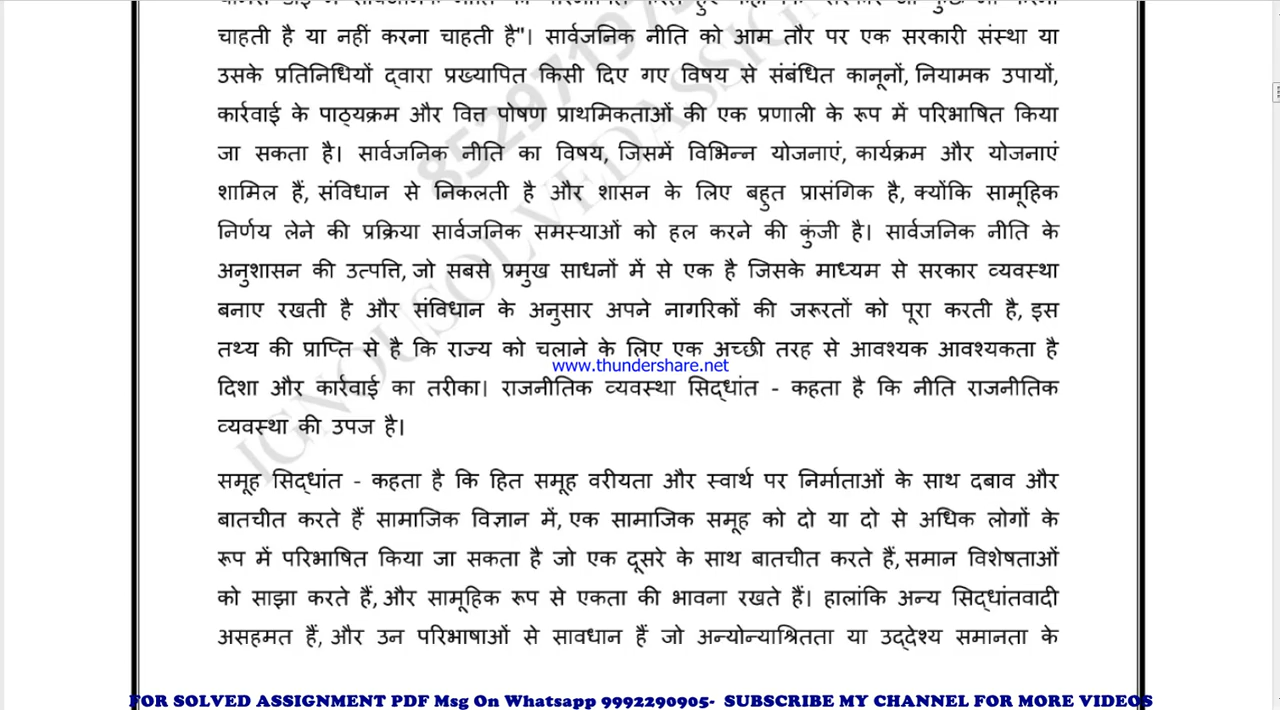 चाहती है या नहीं करना चाहती है"। सार्वजनिक नीति को आम तौर पर एक सरकारी संस्था या
उसके प्रतिनिधियों द्वारा प्रख्यापित किसी दिए गए विषय से संबंधित कानूनों, नियामक उपायों,
कार्रवाई के पाठ्यक्रम और वित्त पोषण प्राथमिकताओं की एक प्रणाली के रूप में परिभाषित किया
जा सकता है। सार्वजनिक नीति का विषय, जिसमें विभिन्न योजनाएं, कार्यक्रम और योजनाएं
शामिल हैं, संविधान से निकलती है और शासन के लिए बहुत प्रासंगिक है, क्योंकि सामूहिक
निर्णय लेने की प्रक्रिया सार्वजनिक समस्याओं को हल करने की कुंजी है। सार्वजनिक नीति के
अनुशासन की उत्पत्ति, जो सबसे प्रमुख साधनों में से एक है जिसके माध्यम से सरकार व्यवस्था
बनाए रखती है और संविधान के अनुसार अपने नागरिकों की जरूरतों को पूरा करती है, इस
तथ्य की प्राप्ति से है कि राज्य को चलाने के लिए एक अच्छी तरह से आवश्यक आवश्यकता है
www.thundershare.net
दिशा और कार्रवाई का तरीका। राजनीतिक व्यवस्था सिद्धांत - कहता है कि नीति राजनीतिक
व्यवस्था की उपज है।
समूह सिद्धांत - कहता है कि हित समूह वरीयता और स्वार्थ पर निर्माताओं के साथ दबाव और
बातचीत करते हैं सामाजिक विज्ञान में, एक सामाजिक समूह को दो या दो से अधिक लोगों के
रूप में परिभाषित किया जा सकता है जो एक दूसरे के साथ बातचीत करते हैं, समान विशेषताओं
को साझा करते हैं, और सामूहिक रूप से एकता की भावना रखते हैं। हालांकि अन्य सिद्धांतवादी
असहमत हैं, और उन परिभाषाओं से सावधान हैं जो अन्योन्याश्रितता या उद्देश्य समानता के
FOR SOLVED ASSIGNMENT PDF Msg On Whatsapp 9992290905- SUBSCRIBE MY CHANNEL FOR MORE VIDEOS